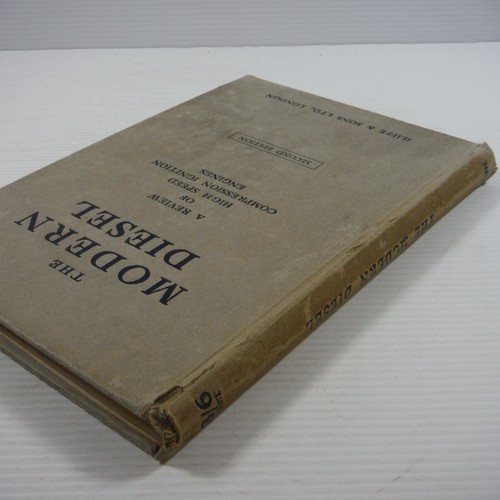 THE
MODERN
DIESEL
A REVIEW
OF
HIGH SPEED
COMPRESSION IGNITION
ENGINES
SECOND EDITION
ILIFFE & SONS LTD., LONDON
THE MODERN DIESEL